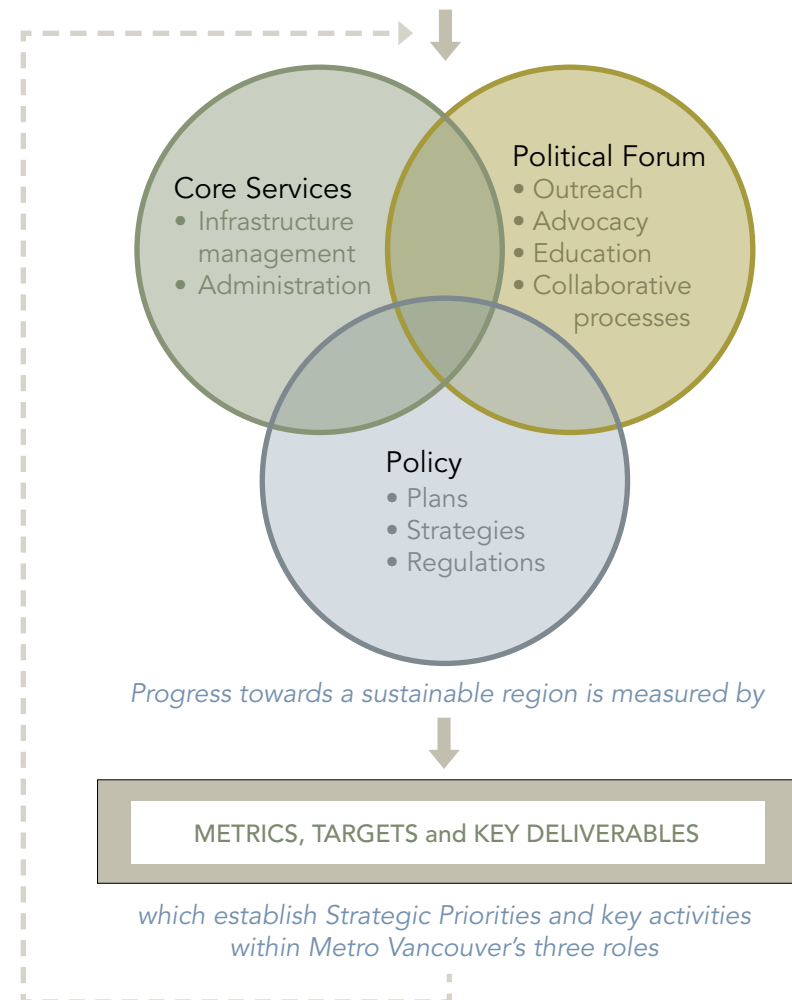 Core Services
• Infrastructure
management
• Administration
Political Forum
• Outreach
• Advocacy
• Education
• Collaborative
processes
Policy
• Plans
• Strategies
• Regulations
Progress towards a sustainable region is measured by
METRICS, TARGETS and KEY DELIVERABLES
which establish Strategic Priorities and key activities
within Metro Vancouver’s three roles